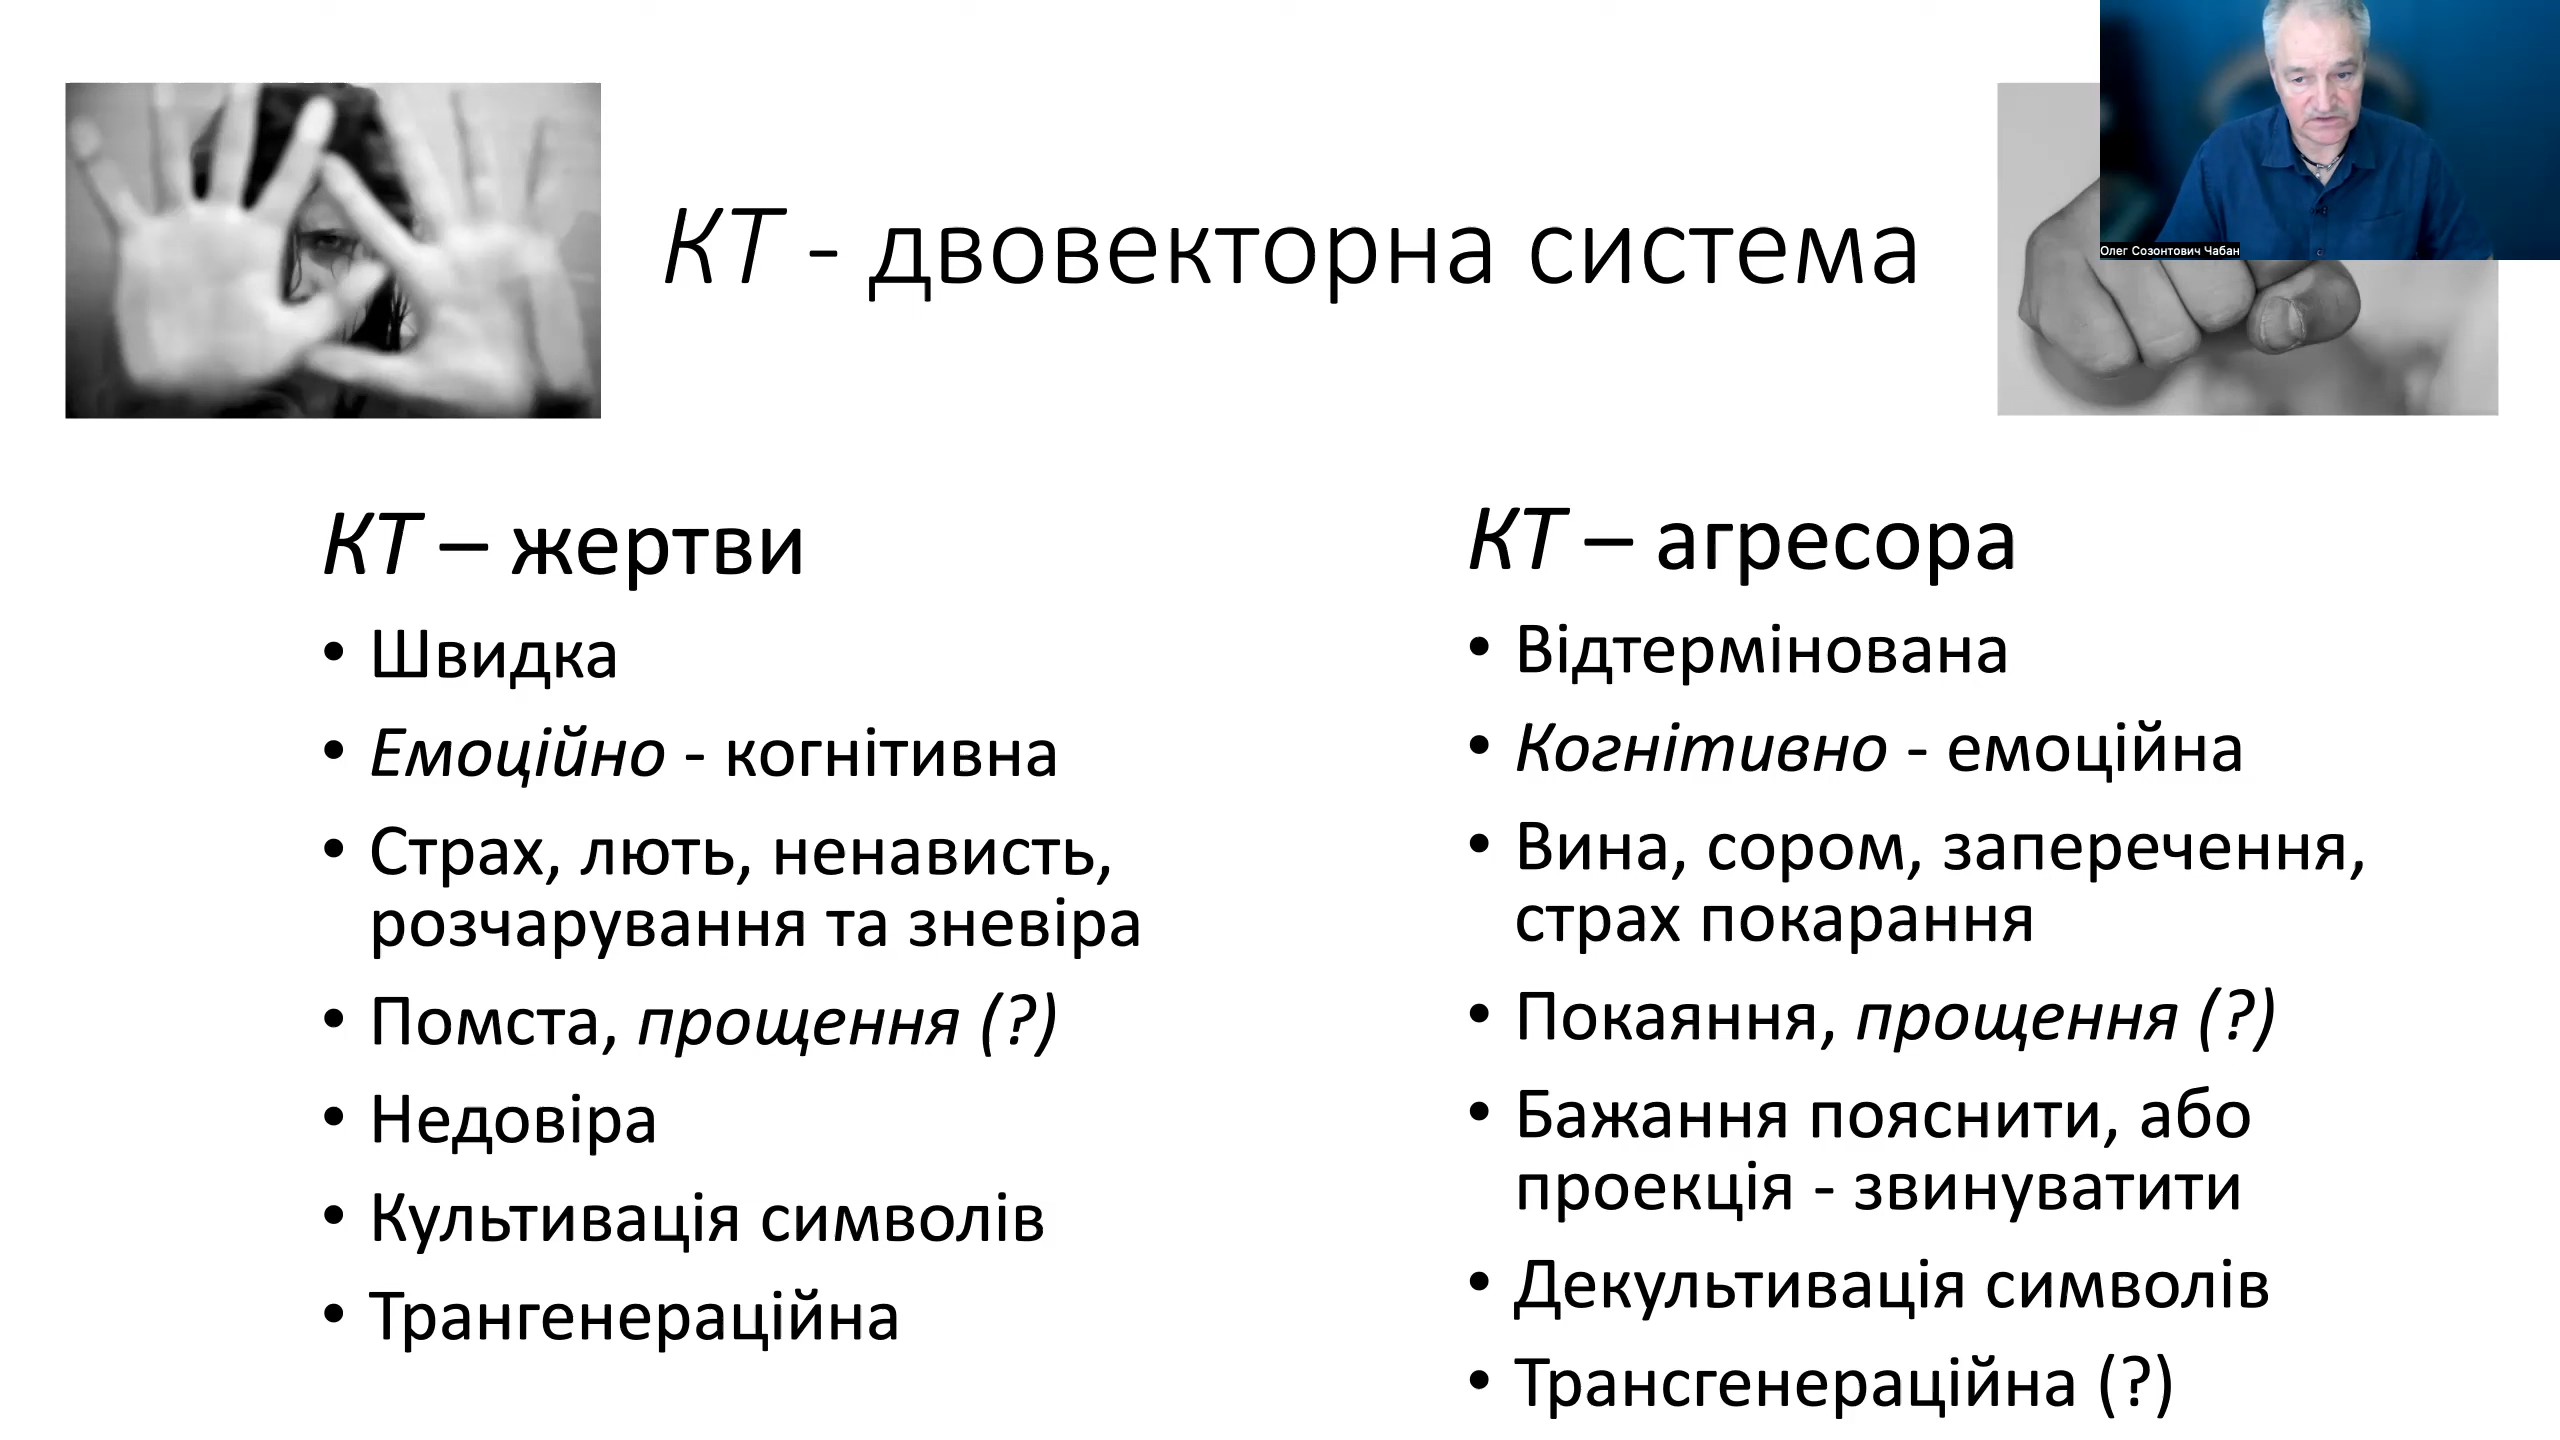 КТ - двовекторна система
Олег Созонтович Чабан
КТ – жертви
• Швидка
• Емоційно - когнітивна
• Страх, лють, ненависть,
розчарування та зневіра
• Помста, прощення (?)
• Недовіра
• Культивація символів
• Трангенераційна
КТ – агресора
• Відтермінована
• Когнітивно - емоційна
• Вина, сором, заперечення,
страх покарання
• Покаяння, прощення (?)
• Бажання пояснити, або
проекція - звинуватити
• Декультивація символів
• Трансгенераційна (?)